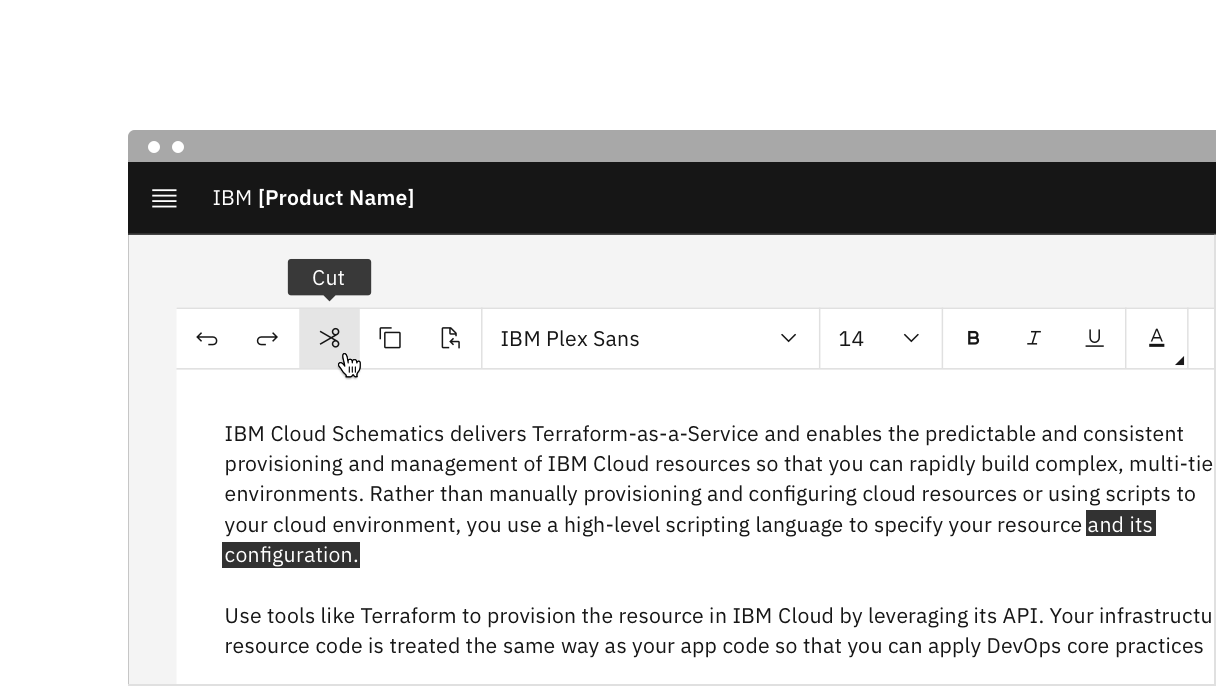 IBM [Product Name]
Cut
IBM Plex Sans
14
B
I
U
A
IBM Cloud Schematics delivers Terraform-as-a-Service and enables the predictable and consistent
provisioning and management of IBM Cloud resources so that you can rapidly build complex, multi-tie
environments. Rather than manually provisioning and configuring cloud resources or using scripts to
your cloud environment, you use a high-level scripting language to specify your resource and its
configuration.
Use tools like Terraform to provision the resource in IBM Cloud by leveraging its API. Your infrastructu
resource code is treated the same way as your app code so that you can apply DevOps core practices